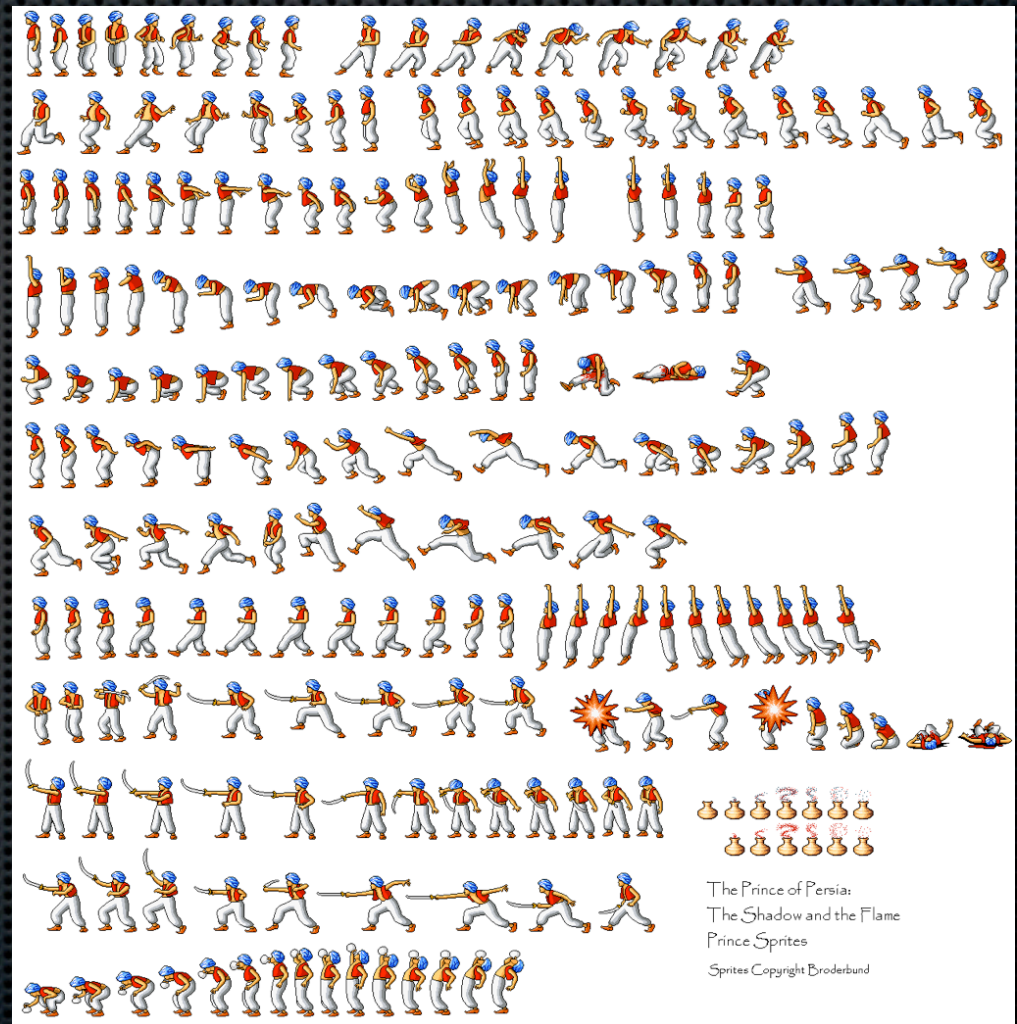 The Prince of Persia:
The Shadow and the Flame
Prince Sprites
Sprites Copyright Broderbund